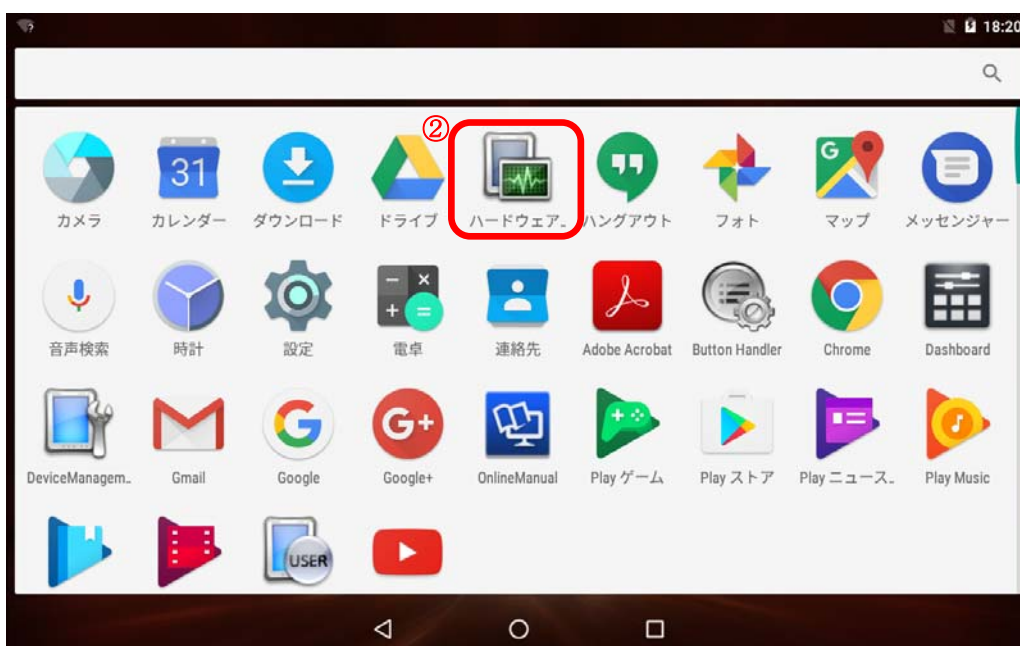 18:20
②
31
G
カメラ
カレンダー
ダウンロード
ドライブ
ハードウェア..
ハングアウト
フォト
マップ
メッセンジャー
音声検索
時計
設定
電卓
連絡先
Adobe Acrobat
Button Handler
Chrome
Dashboard
G+
DeviceManagem..
Gmail
Google
Google+
OnlineManual
Play ゲーム
Play ストア
Play ニュース..
Play Music
USER